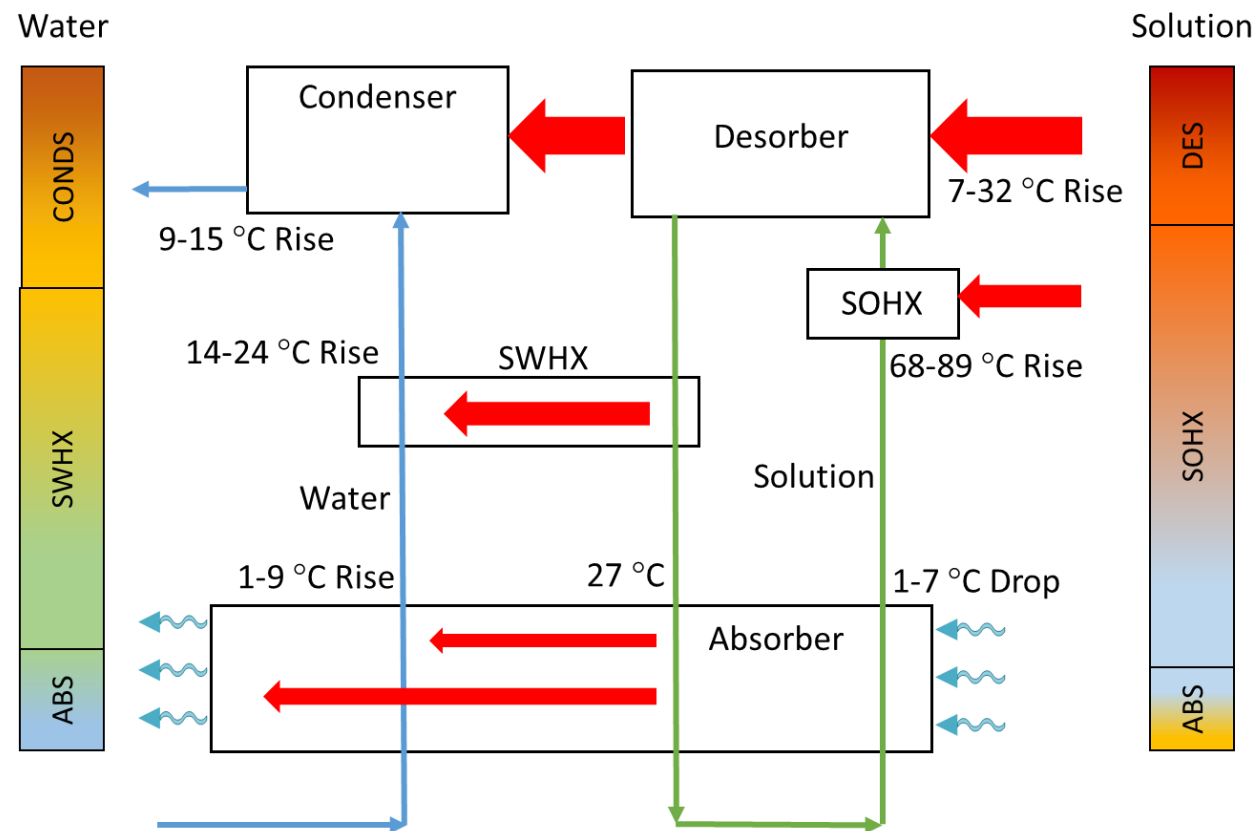 Water
Solution
Condenser
Desorber
CONDS
DES
7-32 °C Rise
9-15 °C Rise
SOHX
14-24 °C Rise
SWHX
68-89 °C Rise
SWHX
SOHX
Solution
Water
1-9 °C Rise
27 °C
1-7 °C Drop
Absorber
ABS
ABS